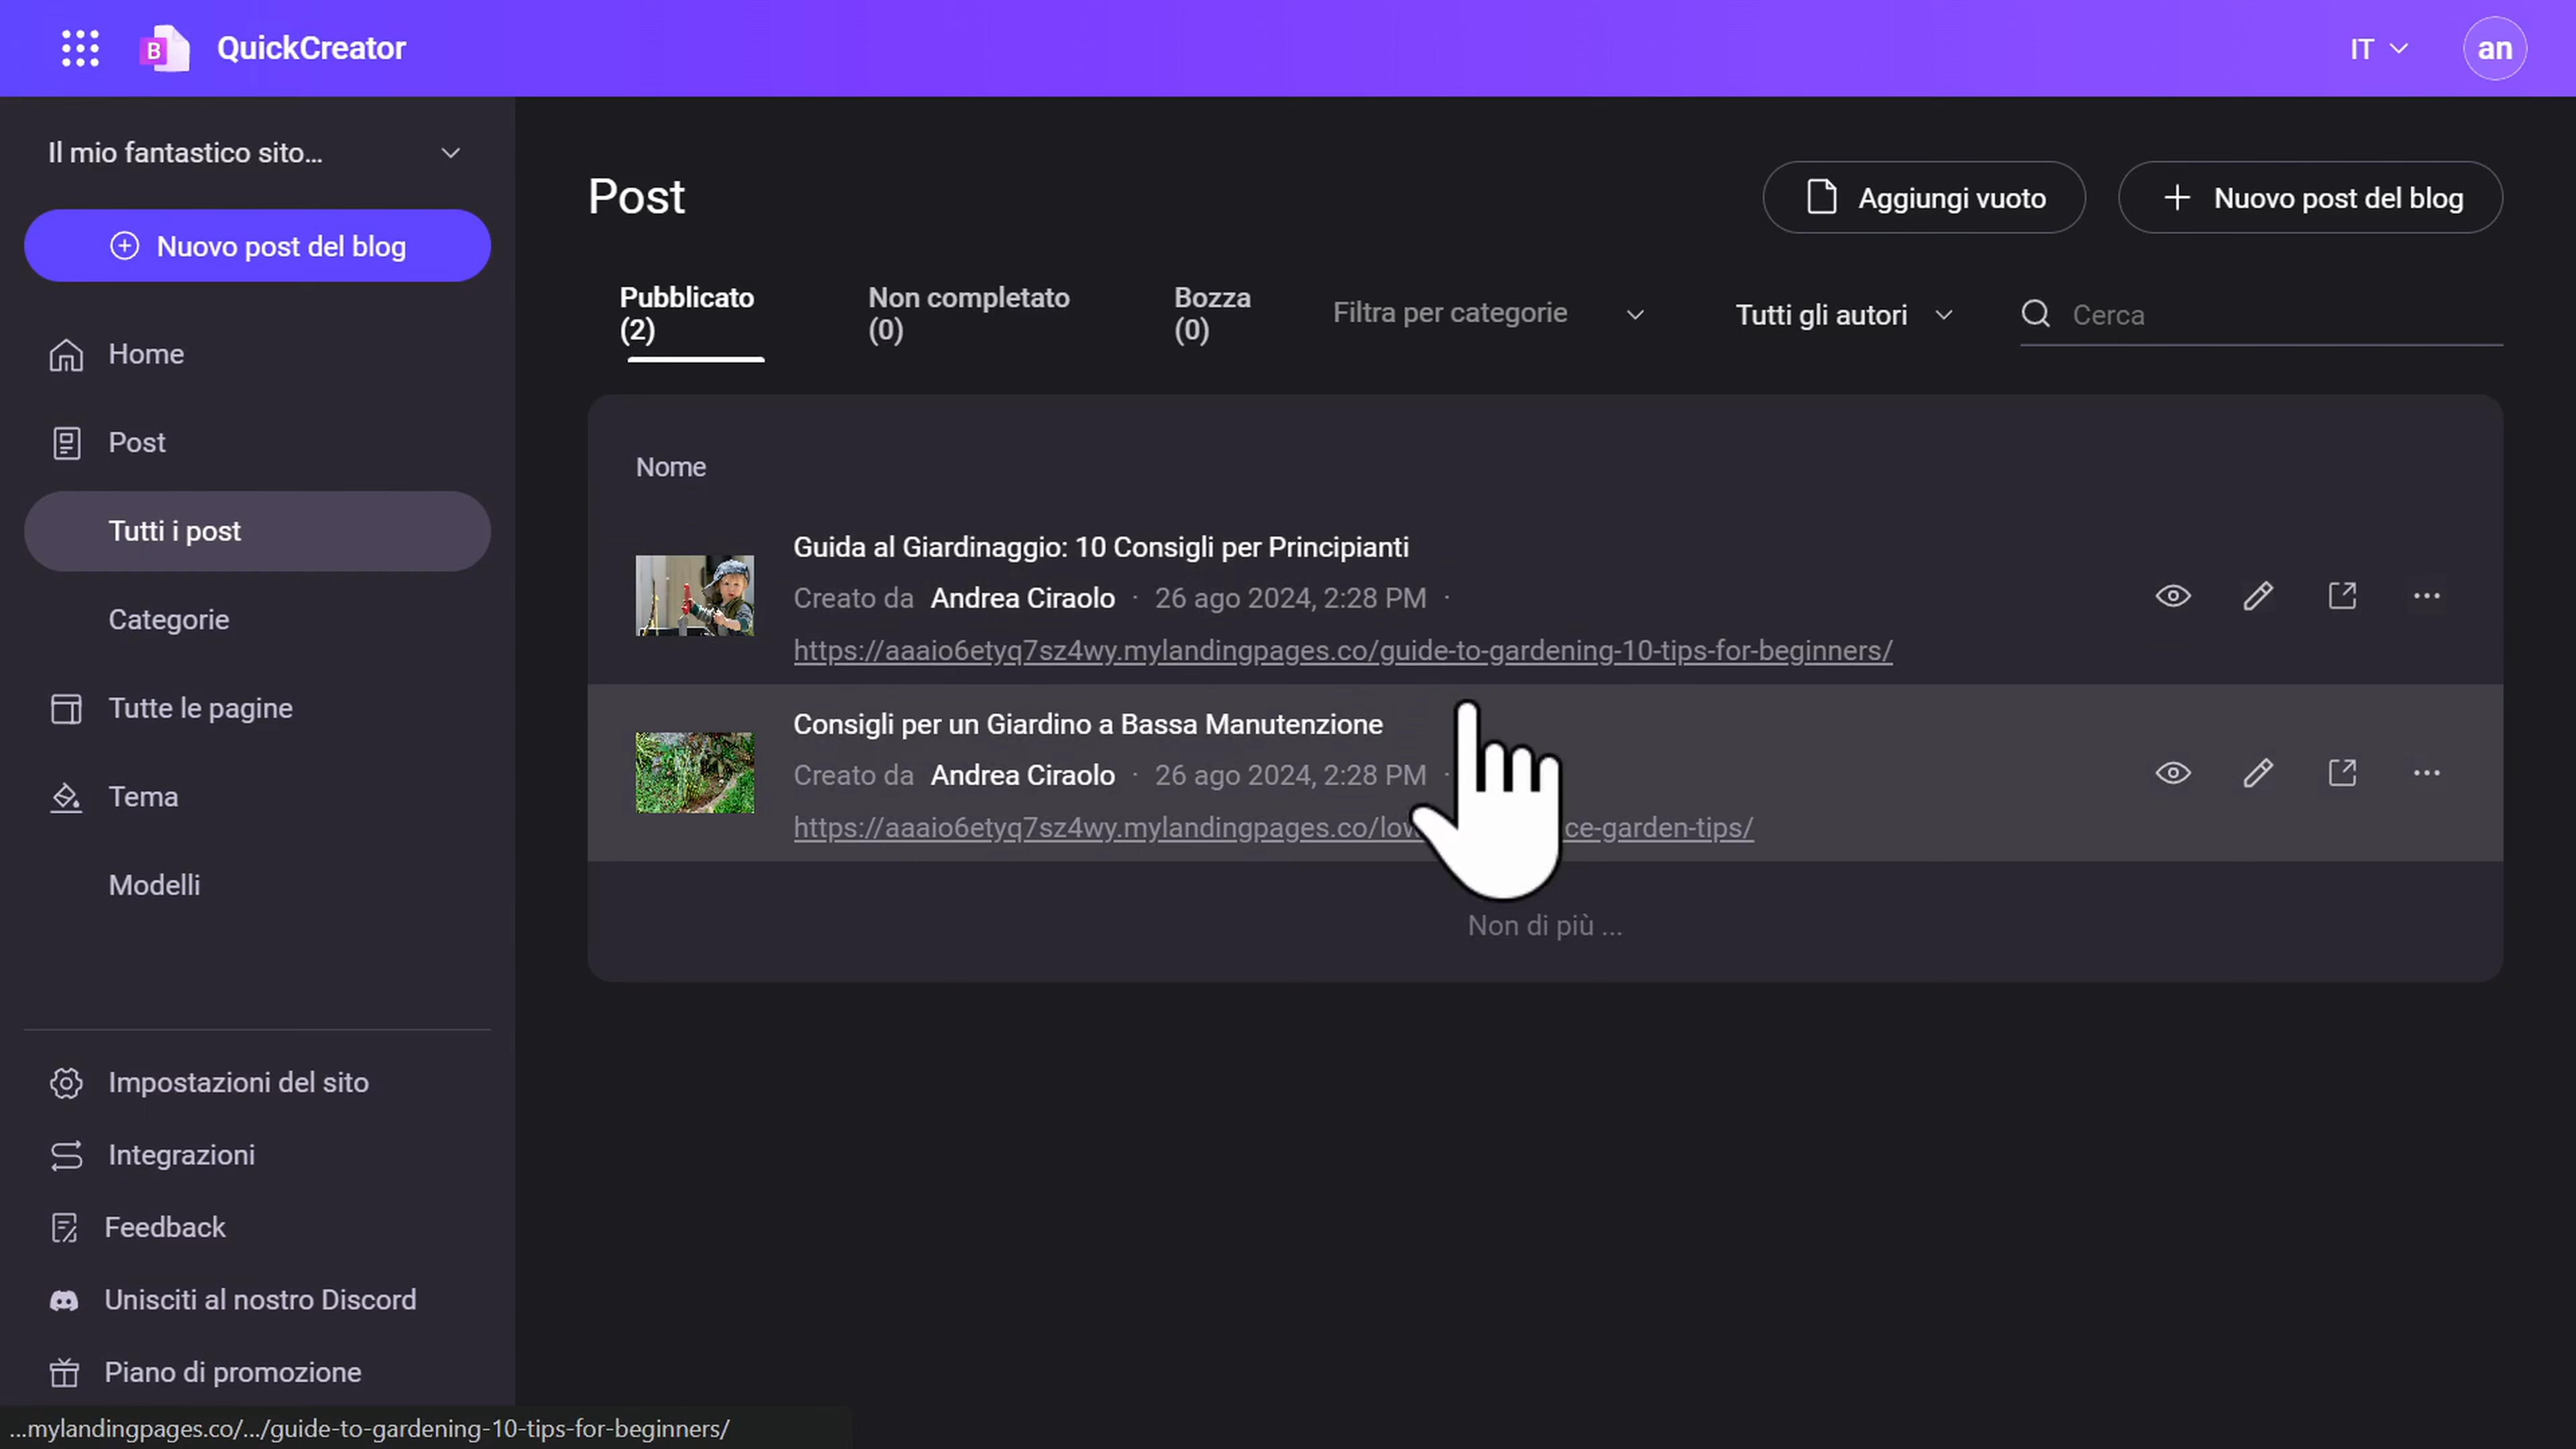 B
QuickCreator
IT
an
Il mio fantastico sito...
Nuovo post del blog
Home
Post
Tutti i post
Categorie
Tutte le pagine
Tema
Modelli
Impostazioni del sito
Integrazioni
Feedback
Unisciti al nostro Discord
Piano di promozione
Post
Aggiungi vuoto
Nuovo post del blog
Pubblicato
(2)
Non completato
(0)
Bozza
(0)
Filtra per categorie
Tutti gli autori
Cerca
Nome
Guida al Giardinaggio: 10 Consigli per Principianti
Creato da Andrea Ciraolo · 26 ago 2024, 2:28 PM ·
https://aaaio6etyq7sz4wy.mylandingpages.co/guide-to-gardening-10-tips-for-beginners/
Consigli per un Giardino a Bassa Manutenzione
Creato da Andrea Ciraolo · 26 ago 2024, 2:28 PM ·
https://aaaio6etyq7sz4wy.mylandingpages.co/low ce-garden-tips/
Non di più ...
...mylandingpages.co/.../guide-to-gardening-10-tips-for-beginners/